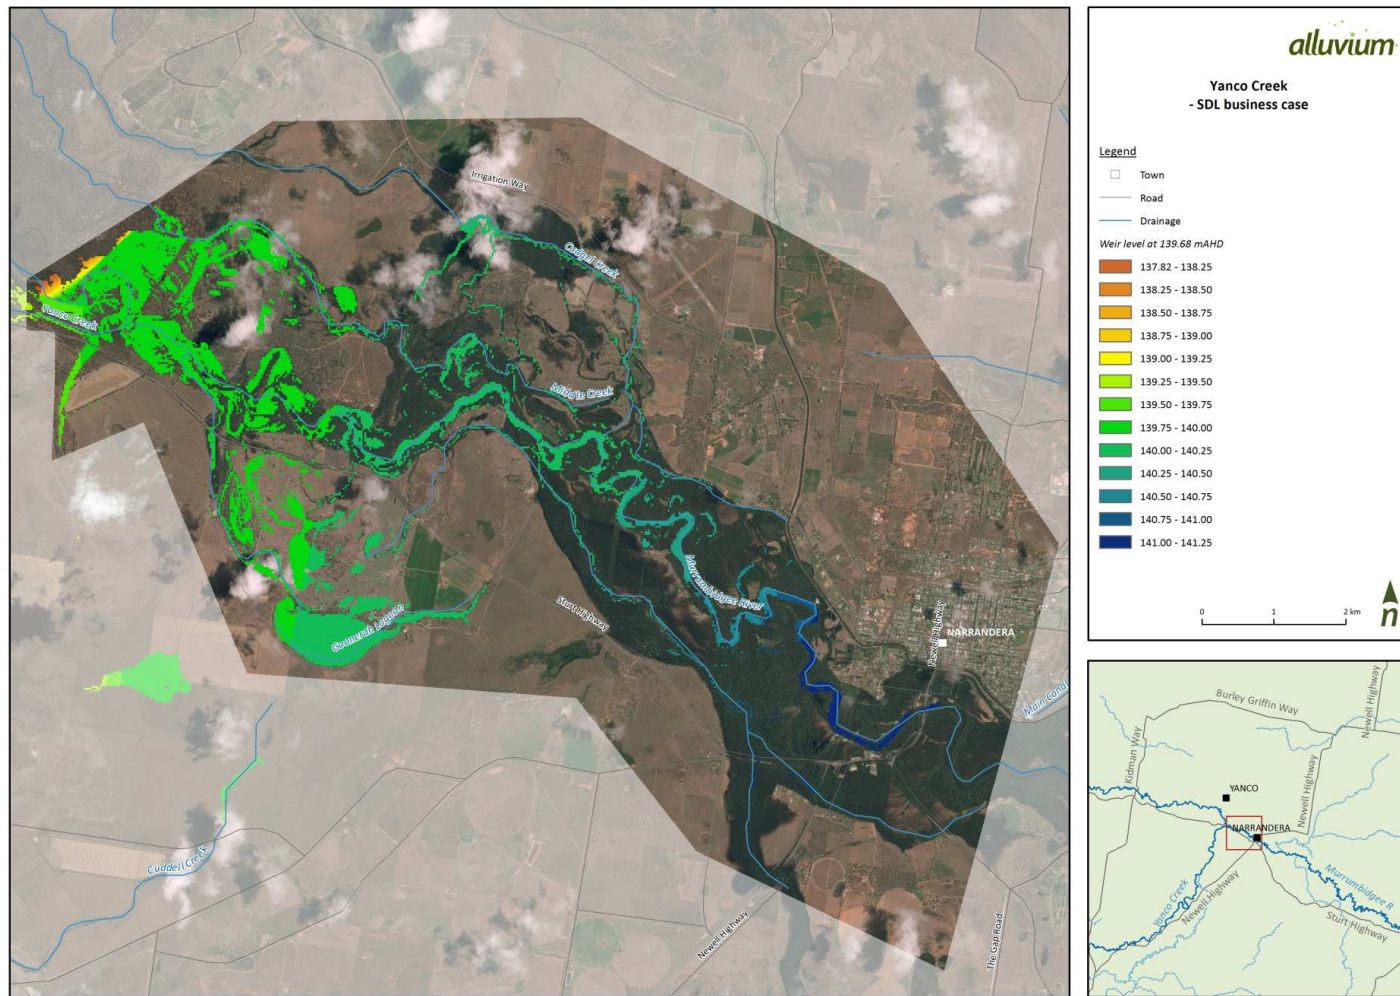 Irrigation Way
Cudgel Creek
Yanco Creek
Middle Creek
Murrumbidgee River
Sturt Highway
Gooncrah Lagoon
Newell Highway
NARRANDERA
Main Canal
Cuddell Creek
Newell Highway
The Gap Road
alluvium
Yanco Creek
- SDL business case
Legend
Town
Road
Drainage
Weir level at 139.68 mAHD
137.82 - 138.25
138.25 - 138.50
138.50 - 138.75
138.75 - 139.00
139.00 - 139.25
139.25 - 139.50
139.50 - 139.75
139.75 - 140.00
140.00 - 140.25
140.25 - 140.50
140.50 - 140.75
140.75 - 141.00
141.00 - 141.25
n
0 1 2 km
Burley Griffin Way
Newell Highway
Kidman Way
YANCO
Newell Highway
NARRANDERA
Murrumbidgee R
Yanco Creek
Newell Highway
Sturt Highway